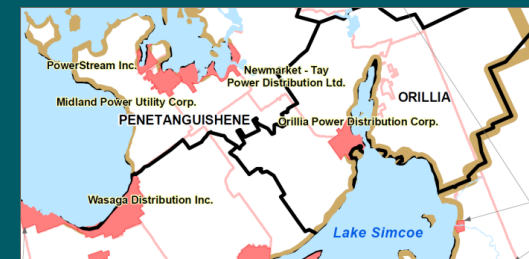 PowerStream Inc.
Newmarket - Tay
Power Distribution Ltd.
Midland Power Utility Corp.
ORILLIA
PENETANGUISHENE
Orillia Power Distribution Corp.
Wasaga Distribution Inc.
Lake Simcoe